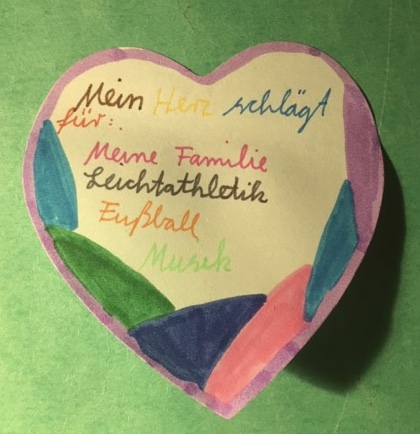 Mein Herz schlägt
für:
Meine Familie
Leichtathletik
Fußball
Musik